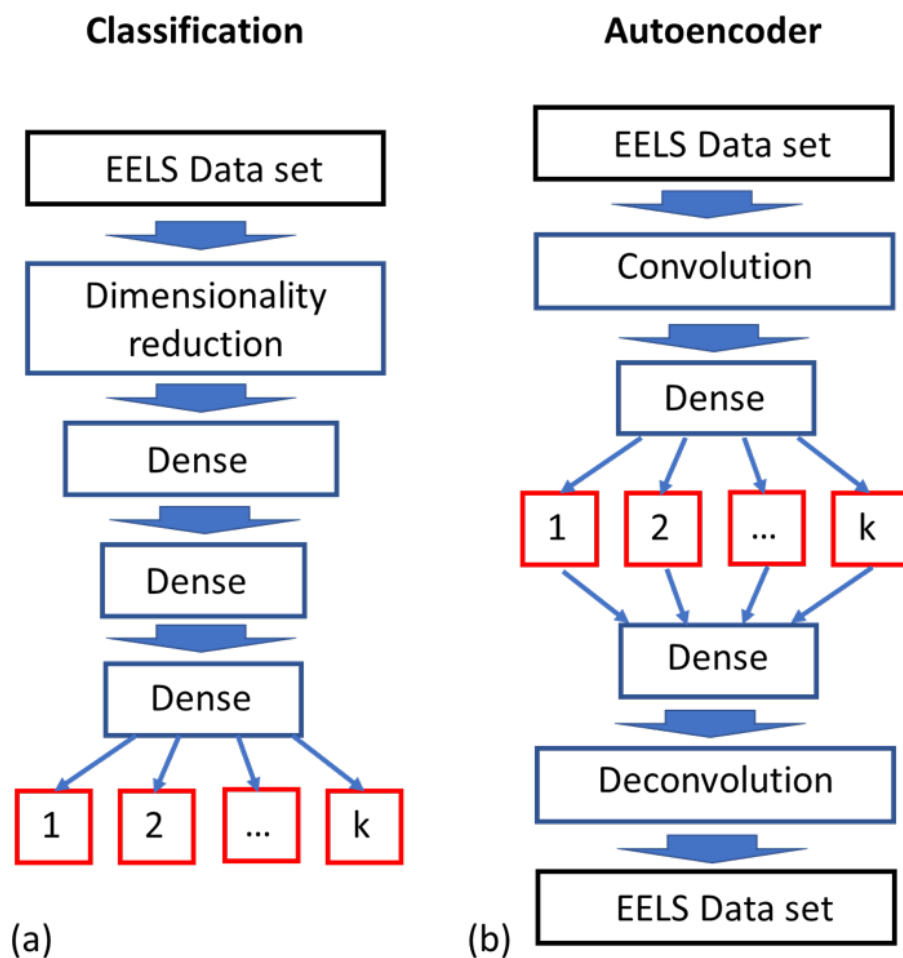 Classification
EELS Data set
Dimensionality
reduction
Dense
Dense
Dense
1
2
...
k
(a)
Autoencoder
EELS Data set
Convolution
Dense
1
2
...
k
Dense
Deconvolution
EELS Data set
(b)